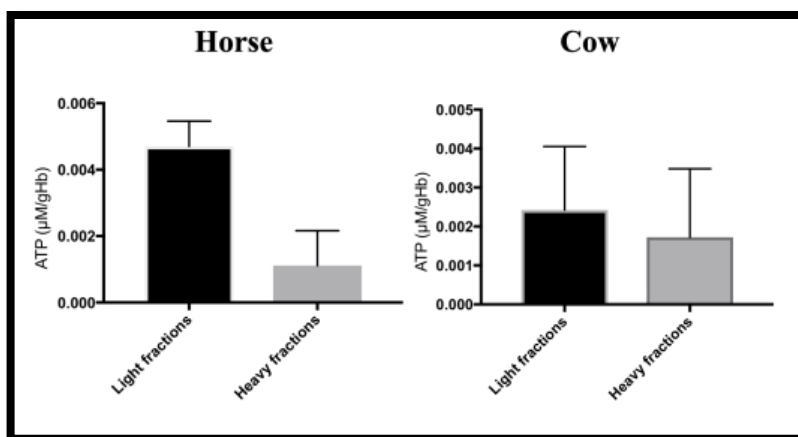 Horse
ATP (µM/gHb)
0.006
0.004
0.002
0.000
Light fractions
Heavy fractions
Cow
ATP (µM/gHb)
0.005
0.004
0.003
0.002
0.001
0.000
Light fractions
Heavy fractions